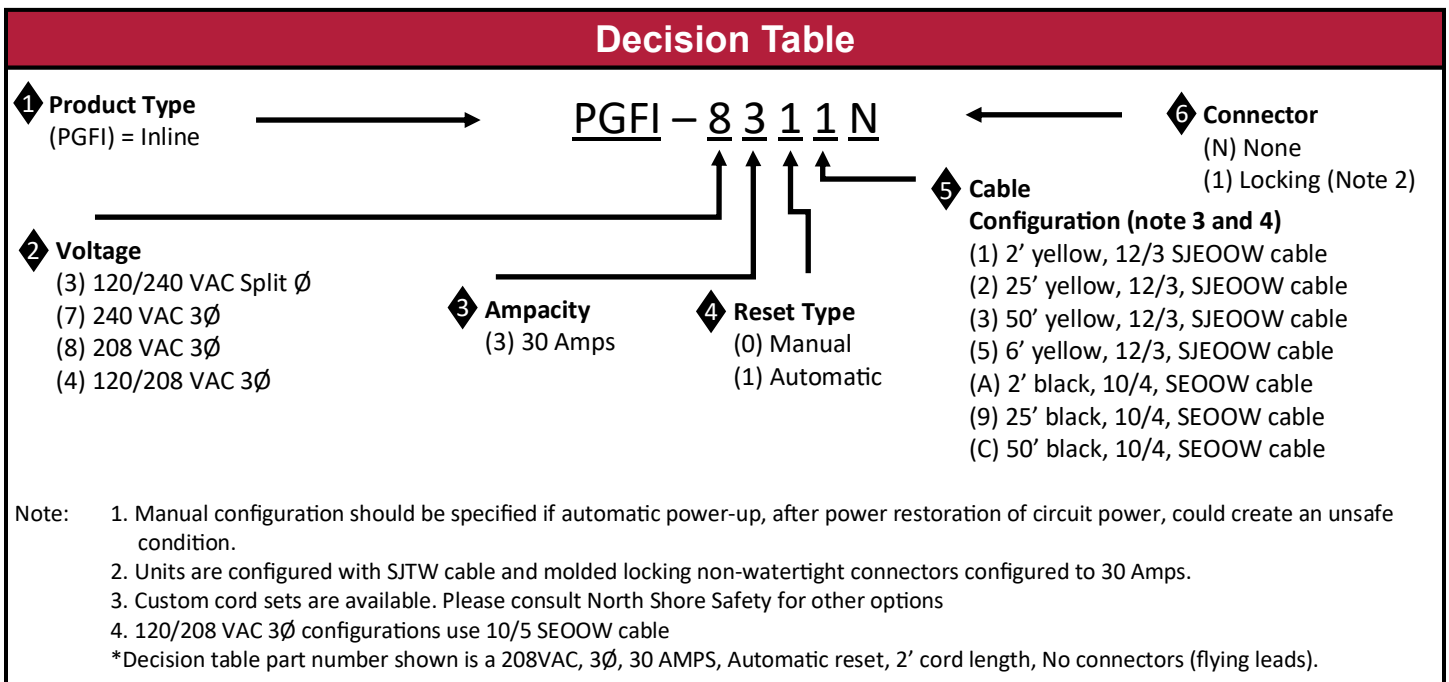 Decision Table
1 Product Type
(PGFI) = Inline
PGFI – 8 3 1 1 N
6 Connector
(N) None
(1) Locking (Note 2)
2 Voltage
(3) 120/240 VAC Split Ø
(7) 240 VAC 3Ø
(8) 208 VAC 3Ø
(4) 120/208 VAC 3Ø
3 Ampacity
(3) 30 Amps
4 Reset Type
(0) Manual
(1) Automatic
5 Cable
Configuration (note 3 and 4)
(1) 2’ yellow, 12/3 SJEOOW cable
(2) 25’ yellow, 12/3, SJEOOW cable
(3) 50’ yellow, 12/3, SJEOOW cable
(5) 6’ yellow, 12/3, SJEOOW cable
(A) 2’ black, 10/4, SEOOW cable
(9) 25’ black, 10/4, SEOOW cable
(C) 50’ black, 10/4, SEOOW cable
Note: 1. Manual configuration should be specified if automatic power-up, after power restoration of circuit power, could create an unsafe
condition.
2. Units are configured with SJTW cable and molded locking non-watertight connectors configured to 30 Amps.
3. Custom cord sets are available. Please consult North Shore Safety for other options
4. 120/208 VAC 3Ø configurations use 10/5 SEOOW cable
*Decision table part number shown is a 208VAC, 3Ø, 30 AMPS, Automatic reset, 2’ cord length, No connectors (flying leads).